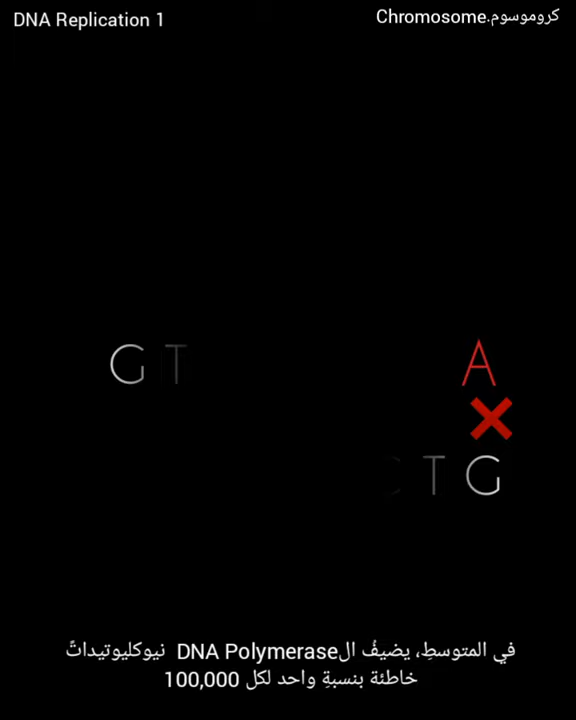 DNA Replication 1
Chromosome.كروموسوم
G T
A
C T G
في المتوسطِ، يضيفُ الDNA Polymerase نيوكليوتيداتٍ
خاطئة بنسبةِ واحد لكل 100,000